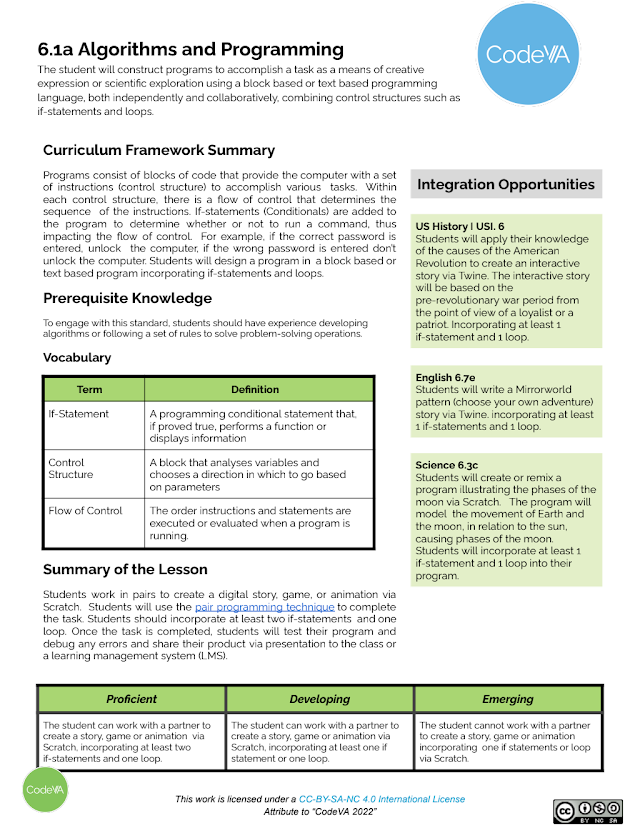 6.1a Algorithms and Programming
CodeVA
The student will construct programs to accomplish a task as a means of creative
expression or scientific exploration using a block based or text based programming
language, both independently and collaboratively, combining control structures such as
if-statements and loops.
Curriculum Framework Summary
Programs consist of blocks of code that provide the computer with a set
of instructions (control structure) to accomplish various tasks. Within
each control structure, there is a flow of control that determines the
sequence of the instructions. If-statements (Conditionals) are added to
the program to determine whether or not to run a command, thus
impacting the flow of control. For example, if the correct password is
entered, unlock the computer, if the wrong password is entered don't
unlock the computer. Students will design a program in a block based or
text based program incorporating if-statements and loops.
Prerequisite Knowledge
To engage with this standard, students should have experience developing
algorithms or following a set of rules to solve problem-solving operations.
Vocabulary
Term
Definition
If-Statement
A programming conditional statement that,
if proved true, performs a function or
displays information
Control
Structure
A block that analyses variables and
chooses a direction in which to go based
on parameters
Flow of Control
The order instructions and statements are
executed or evaluated when a program is
running.
Summary of the Lesson
Students work in pairs to create a digital story, game, or animation via
Scratch. Students will use the pair programming technique to complete
the task. Students should incorporate at least two if-statements and one
loop. Once the task is completed, students will test their program and
debug any errors and share their product via presentation to the class or
a learning management system (LMS).
Integration Opportunities
US History I USI. 6
Students will apply their knowledge
of the causes of the American
Revolution to create an interactive
story via Twine. The interactive story
will be based on the
pre-revolutionary war period from
the point of view of a loyalist or a
patriot. Incorporating at least 1
if-statement and 1 loop.
English 6.7e
Students will write a Mirrorworld
pattern (choose your own adventure)
story via Twine. incorporating at least
1 if-statements and 1 loop.
Science 6.3c
Students will create or remix a
program illustrating the phases of the
moon via Scratch. The program will
model the movement of Earth and
the moon, in relation to the sun,
causing phases of the moon.
Students will incorporate at least 1
if-statement and 1 loop into their
program.
Proficient
Developing
Emerging
The student can work with a partner to
create a story, game or animation via
Scratch, incorporating at least two
if-statements and one loop.
The student can work with a partner to
create a story, game or animation via
Scratch, incorporating at least one if
statement or one loop.
The student cannot work with a partner
to create a story, game or animation
incorporating one if statements or loop
via Scratch.
CodeVA
This work is licensed under a CC-BY-SA-NC 4.0 International License
Attribute to "CodeVA 2022"
cc
BY NC SA